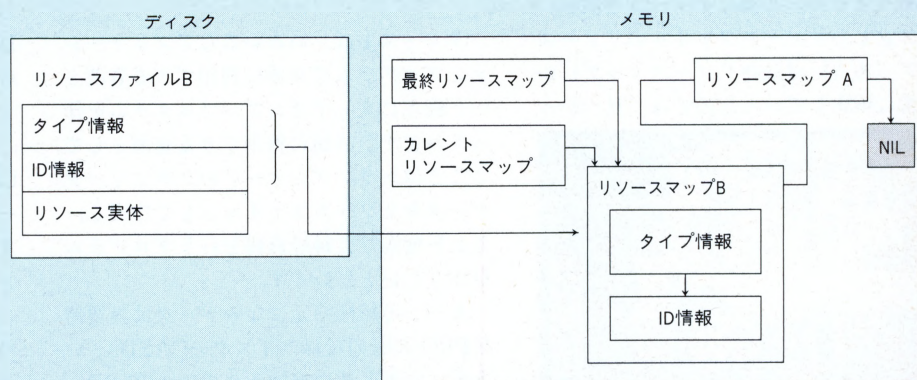 ディスク
リソースファイルB
タイプ情報
ID情報
リソース実体
メモリ
最終リソースマップ
カレント
リソースマップ
リソースマップ A
NIL
リソースマップB
タイプ情報
ID情報